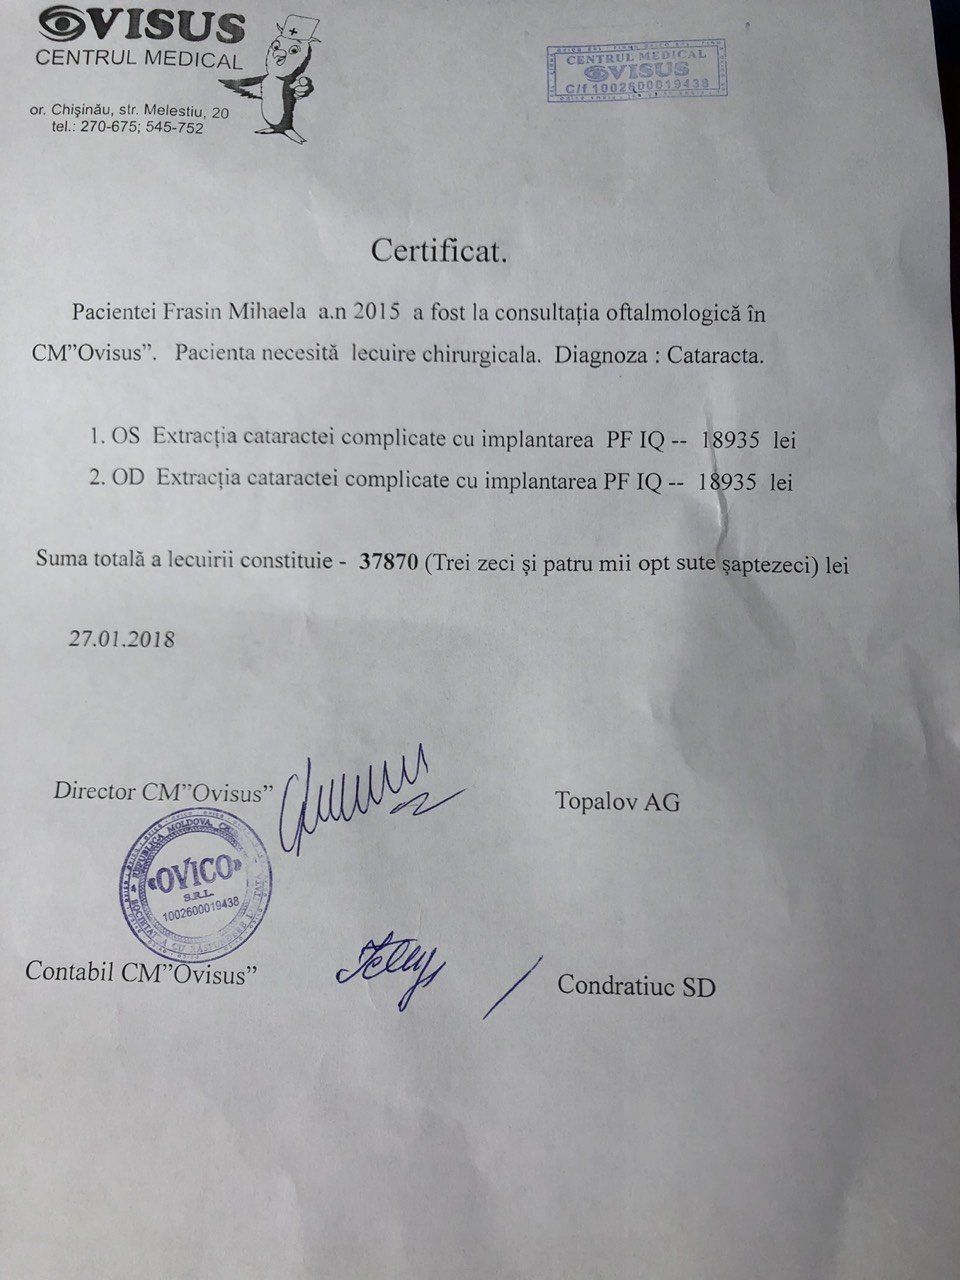 OVISUS
CENTRUL MEDICAL
or. Chişinău, str. Melestiu, 20
tel.: 270-675; 545-752
CENTRUL MEDICAL
OVISUS
C/f 1002600019438
Certificat.
Pacientei Frasin Mihaela a.n 2015 a fost la consultația oftalmologică în
CM”Ovisus”. Pacienta necesită lecuire chirurgicala. Diagnoza : Cataracta.
1. OS Extracția cataractei complicate cu implantarea PF IQ -- 18935 lei
2. OD Extracția cataractei complicate cu implantarea PF IQ -- 18935 lei
Suma totală a lecuirii constituie - 37870 (Trei zeci și patru mii opt sute șaptezeci) lei
27.01.2018
Director CM”Ovisus” Topalov AG
REPUBLICA MOLDOVA
«OVICO»
S.R.L.
1002600019438
Contabil CM”Ovisus” / Condratiuc SD